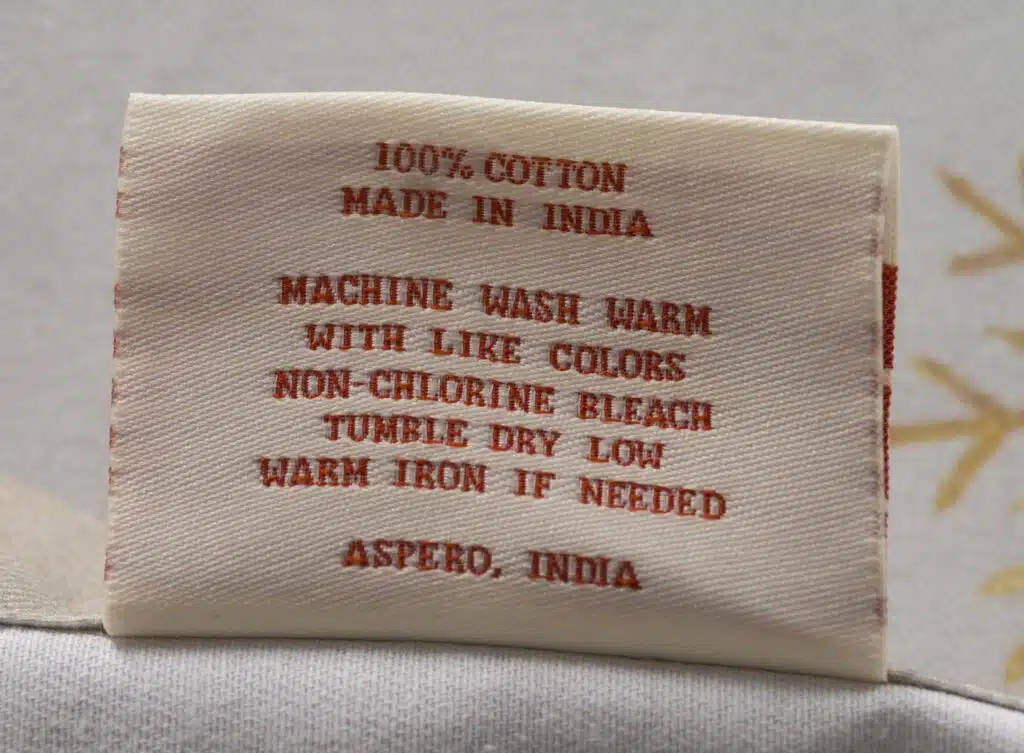 100% COTTON
MADE IN INDIA
MACHINE WASH WARM
WITH LIKE COLORS
NON-CHLORINE BLEACH
TUMBLE DRY LOW
WARM IRON IF NEEDED
ASPERO, INDIA